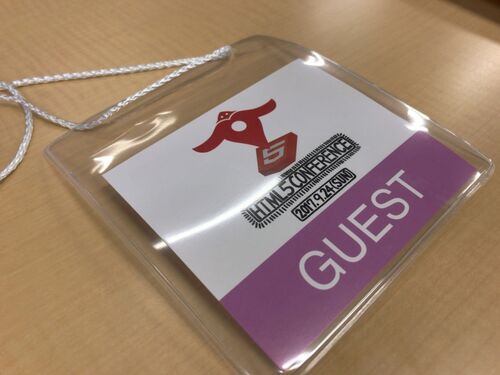 5
HTML5 CONFERENCE
2017.9.24(SUN)
GUEST